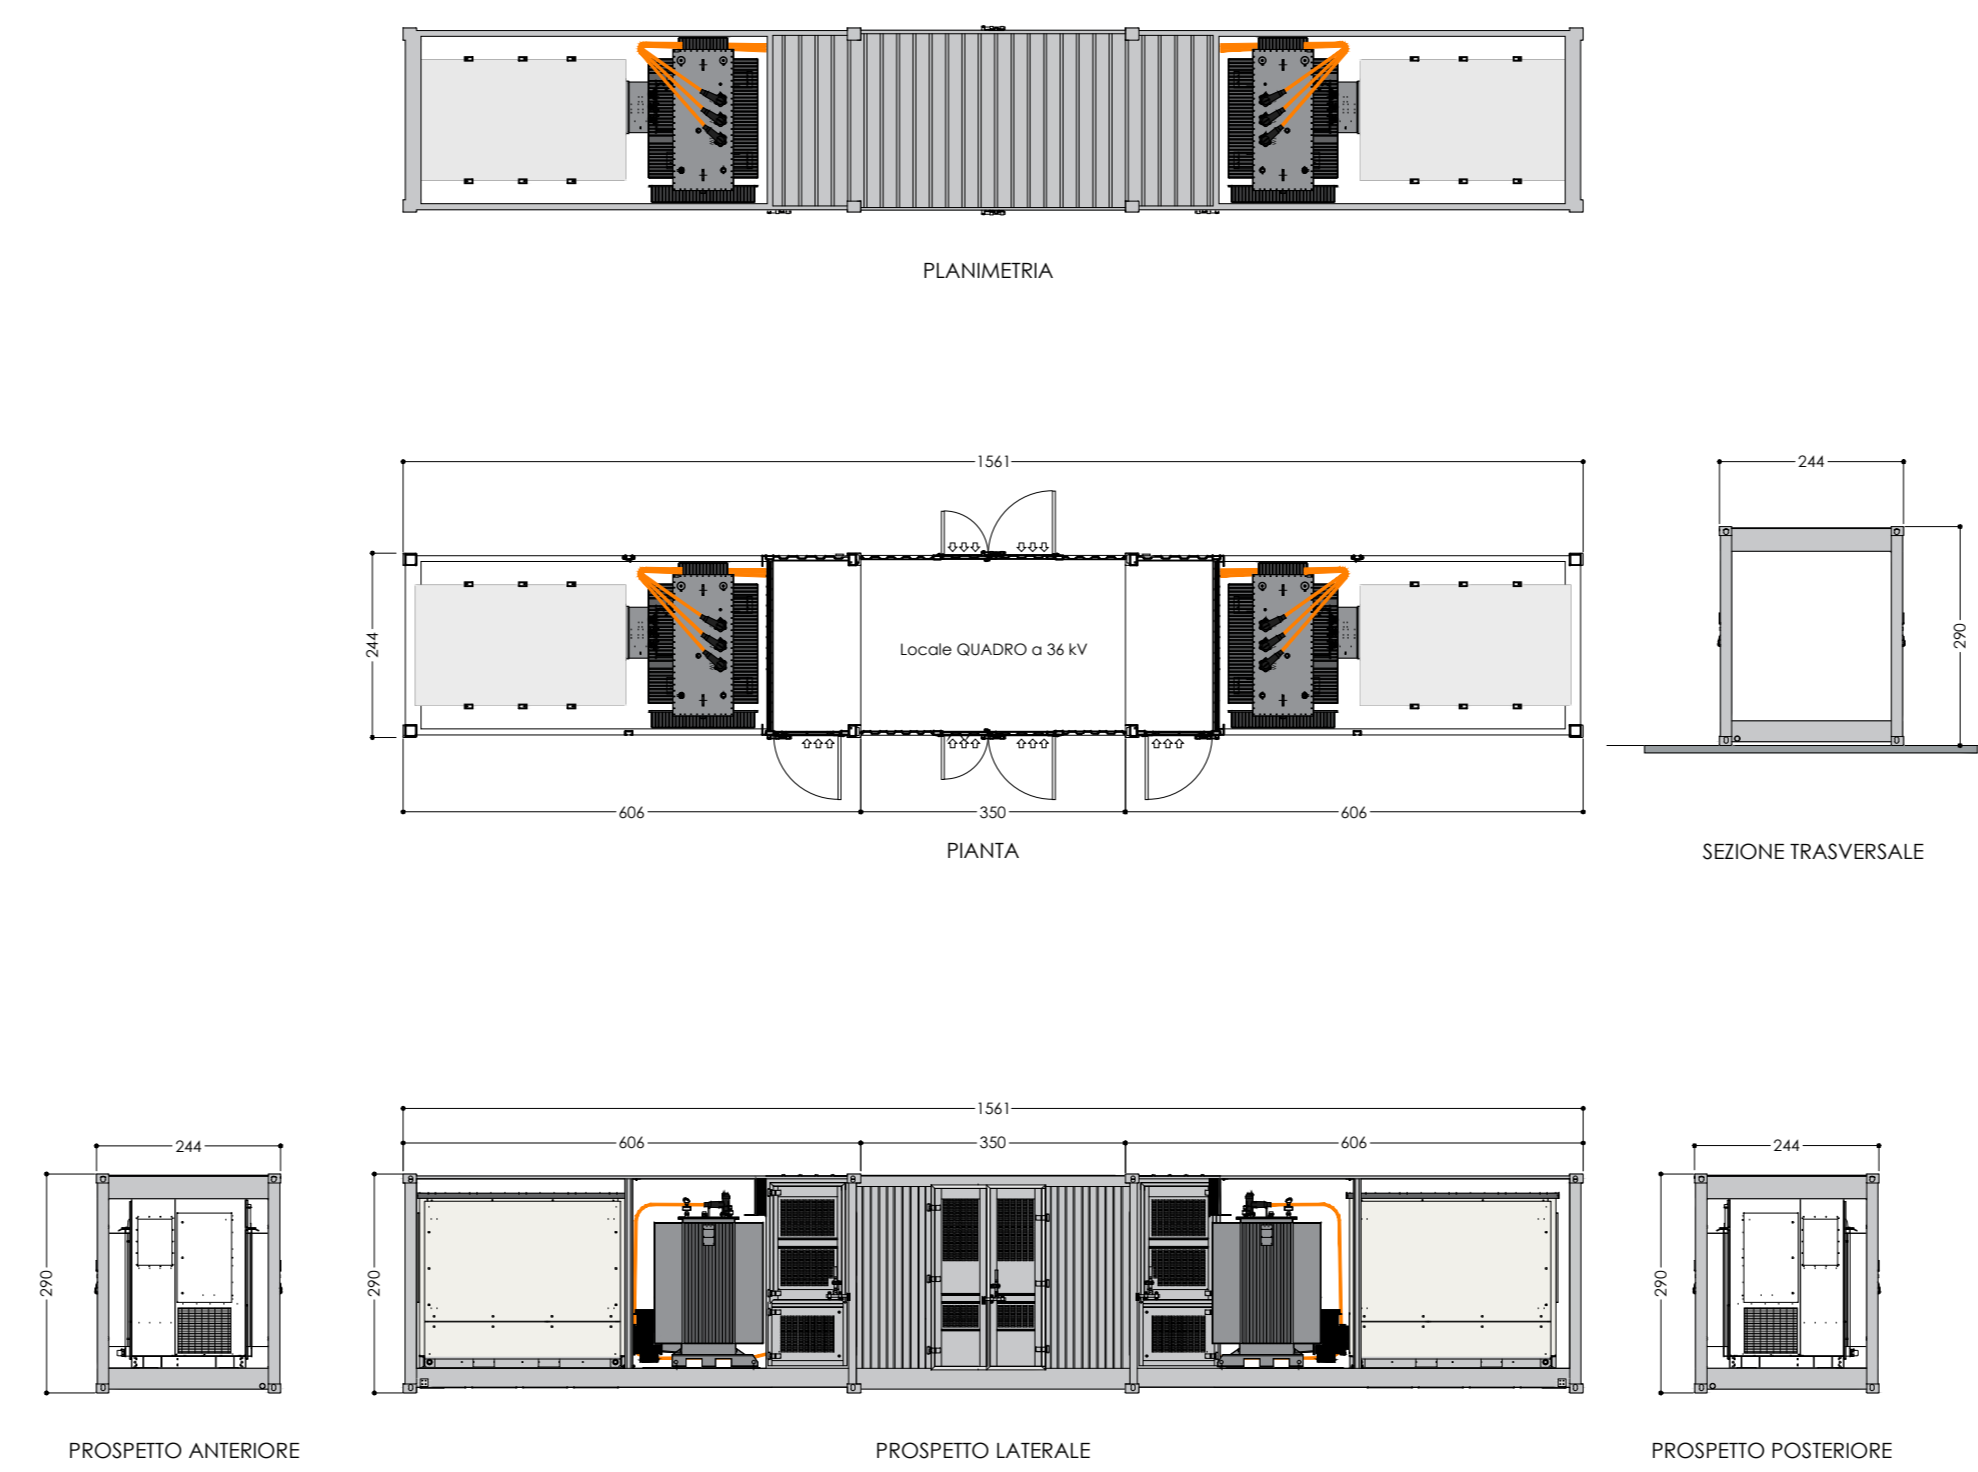 PLANIMETRIA
1561
244
244
Locale QUADRO a 36 kV
290
606
350
606
PIANTA
SEZIONE TRASVERSALE
1561
244
606
350
606
244
290
290
290
PROSPETTO ANTERIORE
PROSPETTO LATERALE
PROSPETTO POSTERIORE